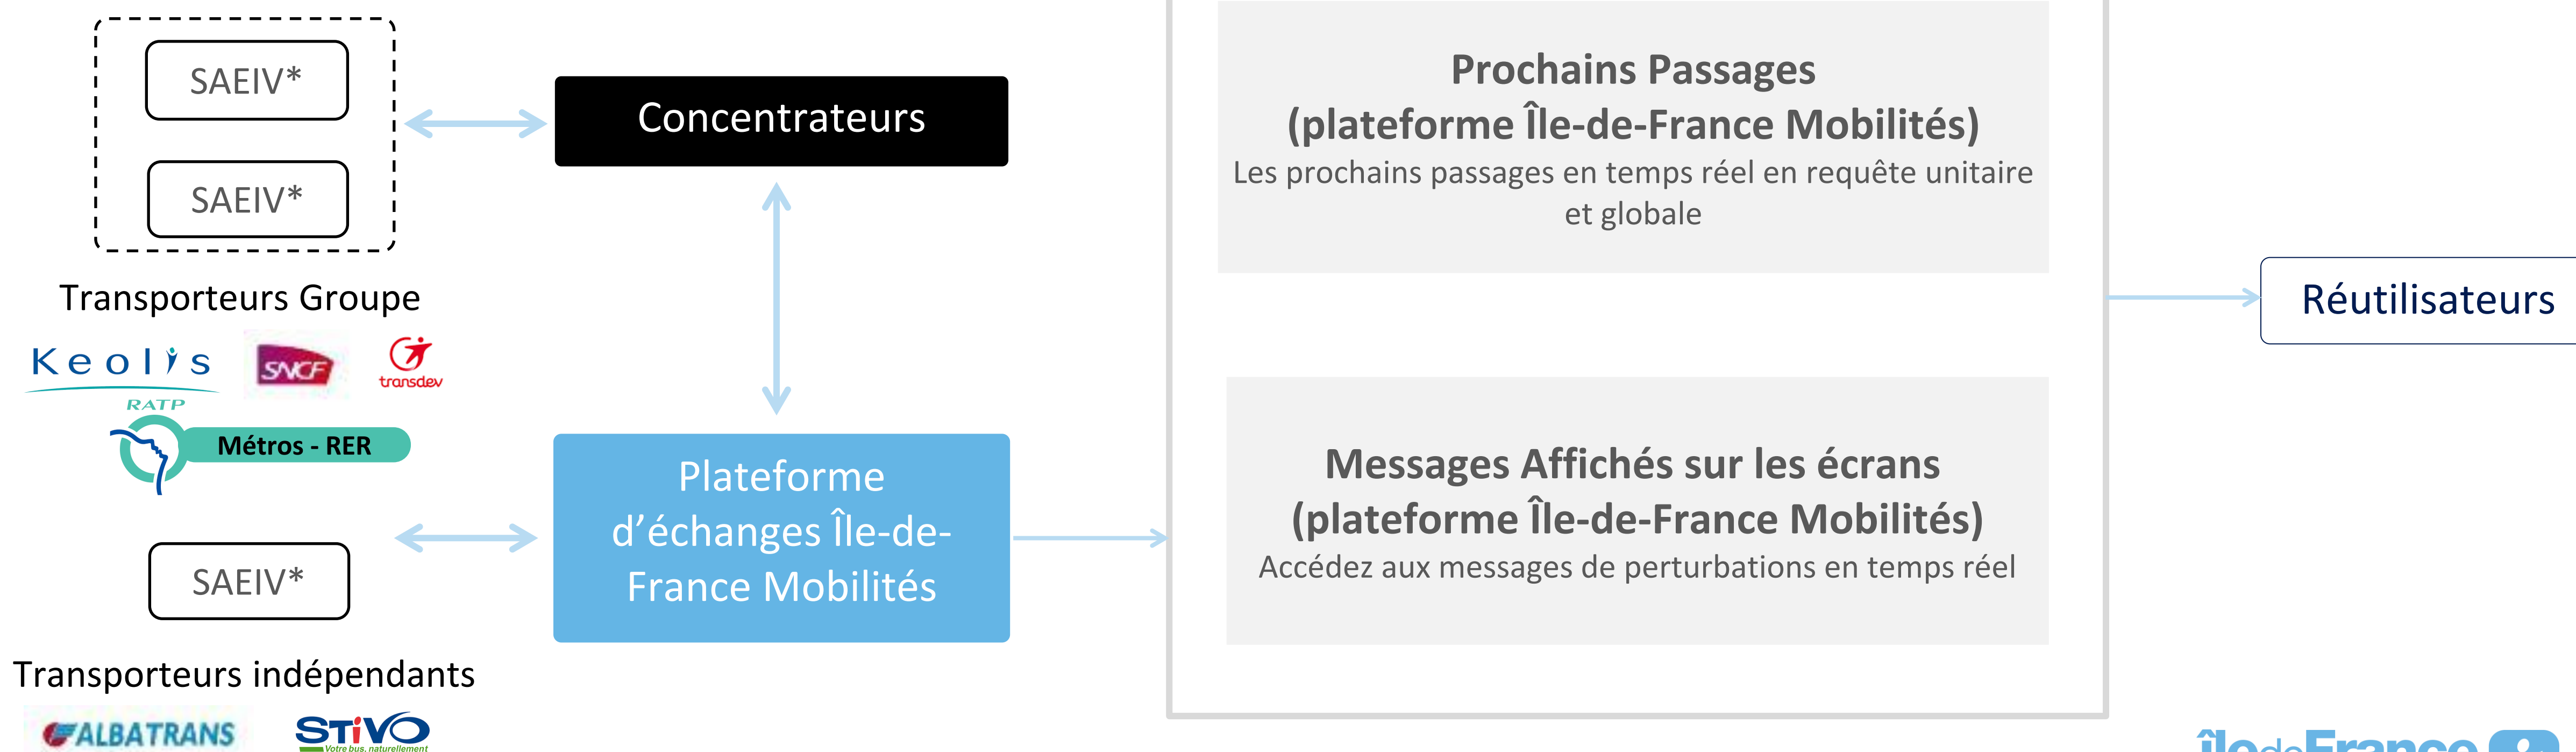 SAEIV*
SAEIV*
Transporteurs Groupe
Keolis
SNCF
transdev
RATP
Métros - RER
SAEIV*
Transporteurs indépendants
ALBATRANS
STiVO
Votre bus, naturellement
Concentrateurs
Plateforme
d’échanges Île-de-
France Mobilités
Prochains Passages
(plateforme Île-de-France Mobilités)
Les prochains passages en temps réel en requête unitaire
et globale
Messages Affichés sur les écrans
(plateforme Île-de-France Mobilités)
Accédez aux messages de perturbations en temps réel
Réutilisateurs
îledeFrance